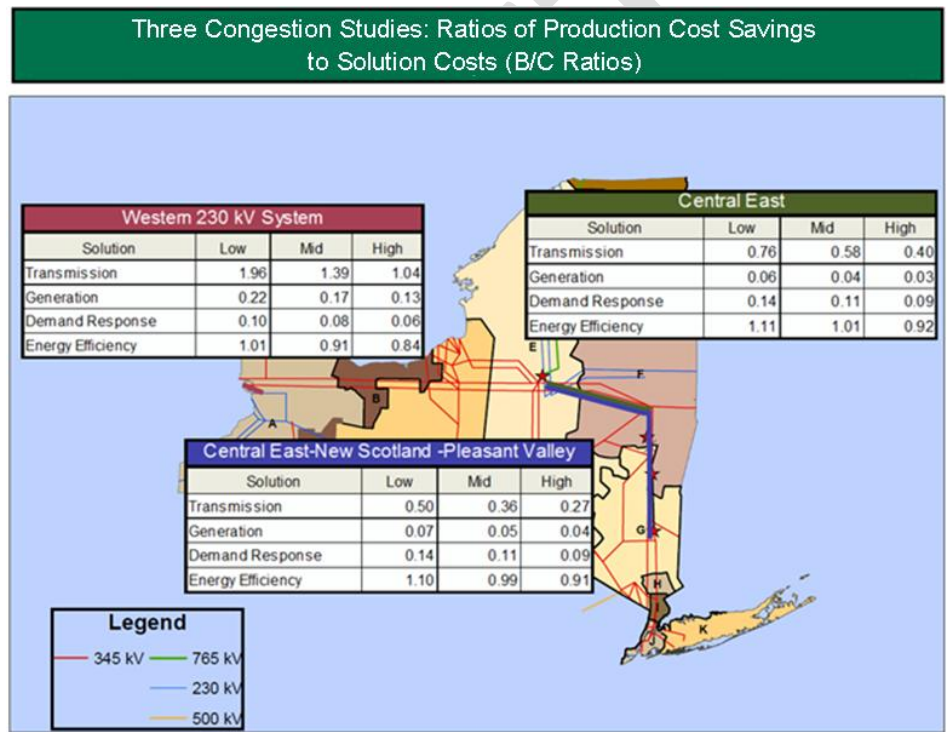 Three Congestion Studies: Ratios of Production Cost Savings
to Solution Costs (B/C Ratios)
Western 230 kV System
Solution Low Mid High
Transmission 1.96 1.39 1.04
Generation 0.22 0.17 0.13
Demand Response 0.10 0.08 0.06
Energy Efficiency 1.01 0.91 0.84
Central East
Solution Low Mid High
Transmission 0.76 0.58 0.40
Generation 0.06 0.04 0.03
Demand Response 0.14 0.11 0.09
Energy Efficiency 1.11 1.01 0.92
E
F
B
A
Central East-New Scotland -Pleasant Valley
Solution Low Mid High
Transmission 0.50 0.36 0.27
Generation 0.07 0.05 0.04
Demand Response 0.14 0.11 0.09
Energy Efficiency 1.10 0.99 0.91
G
H
I
J
K
Legend
345 kV 765 kV
230 kV
500 kV